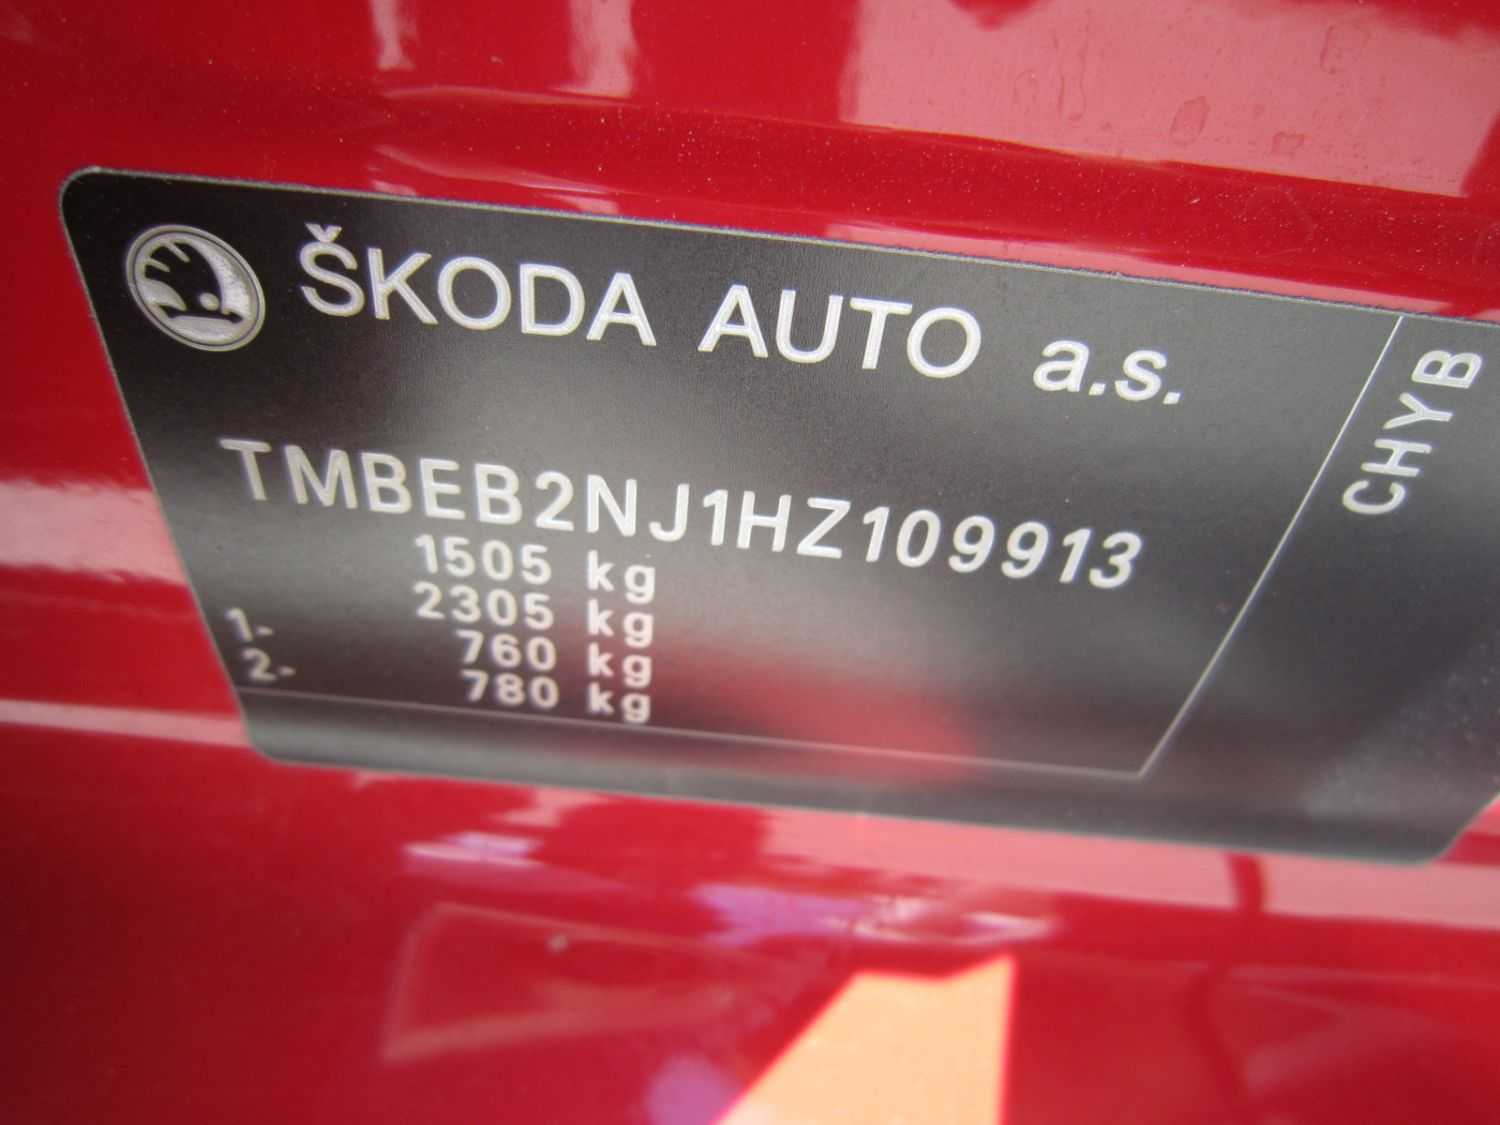 ŠKODA AUTO a.s.
TMBEB2NJ1HZ109913
1505 kg
2305 kg
1- 760 kg
2- 780 kg
CHYB